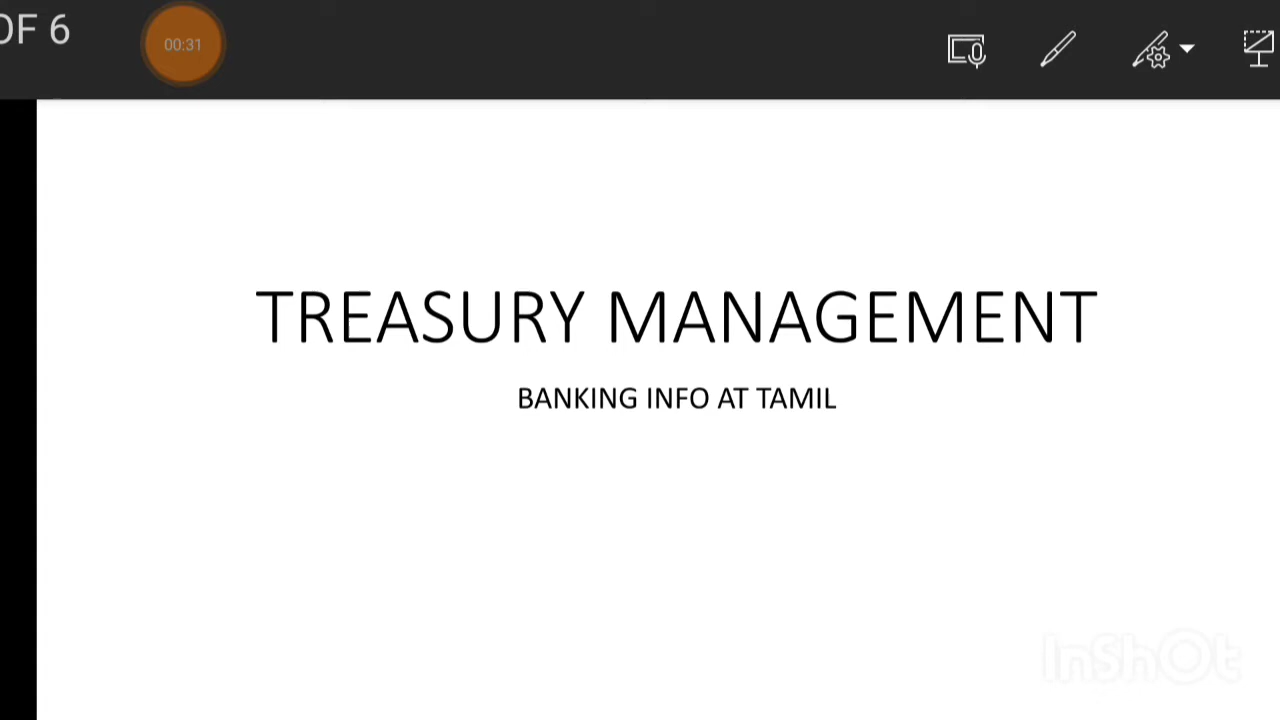 OF 6
00:31
TREASURY MANAGEMENT
BANKING INFO AT TAMIL
InShOt